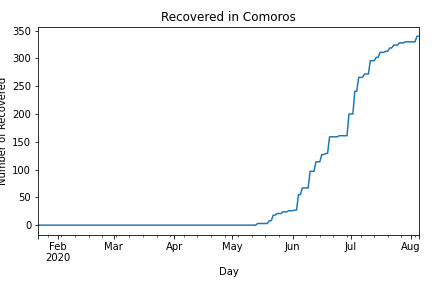 Recovered in Comoros
Number of Recovered
350
300
250
200
150
100
50
0
Feb
2020
Mar
Apr
May
Jun
Jul
Aug
Day